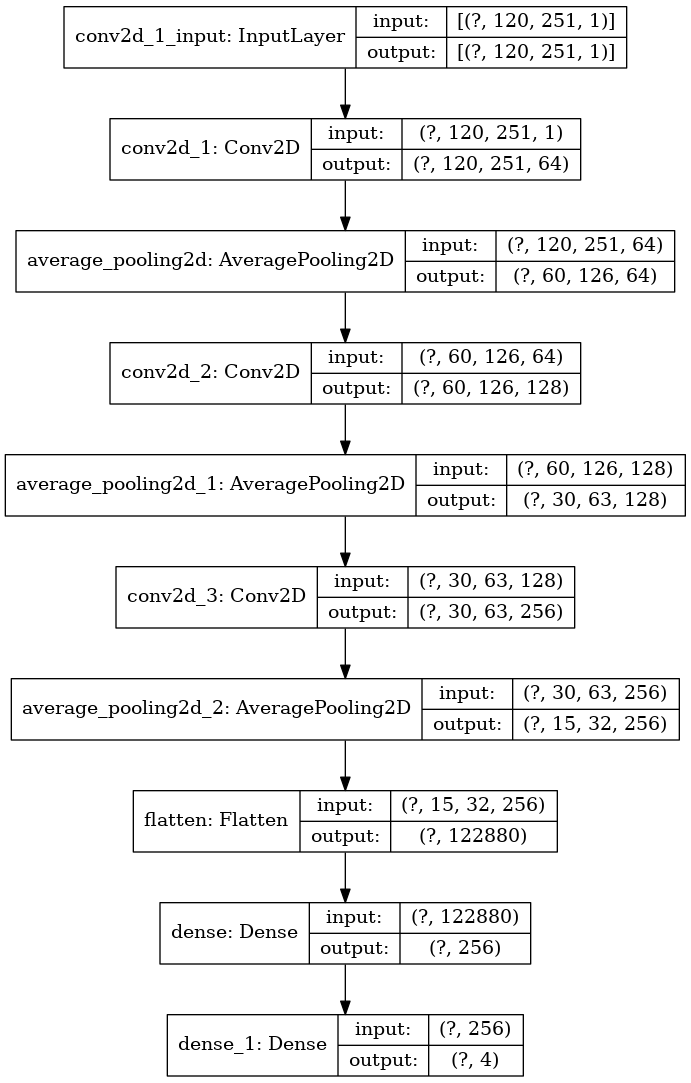 conv2d_1_input: InputLayer
input: [(?, 120, 251, 1)]
output: [(?, 120, 251, 1)]
conv2d_1: Conv2D
input: (?, 120, 251, 1)
output: (?, 120, 251, 64)
average_pooling2d: AveragePooling2D
input: (?, 120, 251, 64)
output: (?, 60, 126, 64)
conv2d_2: Conv2D
input: (?, 60, 126, 64)
output: (?, 60, 126, 128)
average_pooling2d_1: AveragePooling2D
input: (?, 60, 126, 128)
output: (?, 30, 63, 128)
conv2d_3: Conv2D
input: (?, 30, 63, 128)
output: (?, 30, 63, 256)
average_pooling2d_2: AveragePooling2D
input: (?, 30, 63, 256)
output: (?, 15, 32, 256)
flatten: Flatten
input: (?, 15, 32, 256)
output: (?, 122880)
dense: Dense
input: (?, 122880)
output: (?, 256)
dense_1: Dense
input: (?, 256)
output: (?, 4)